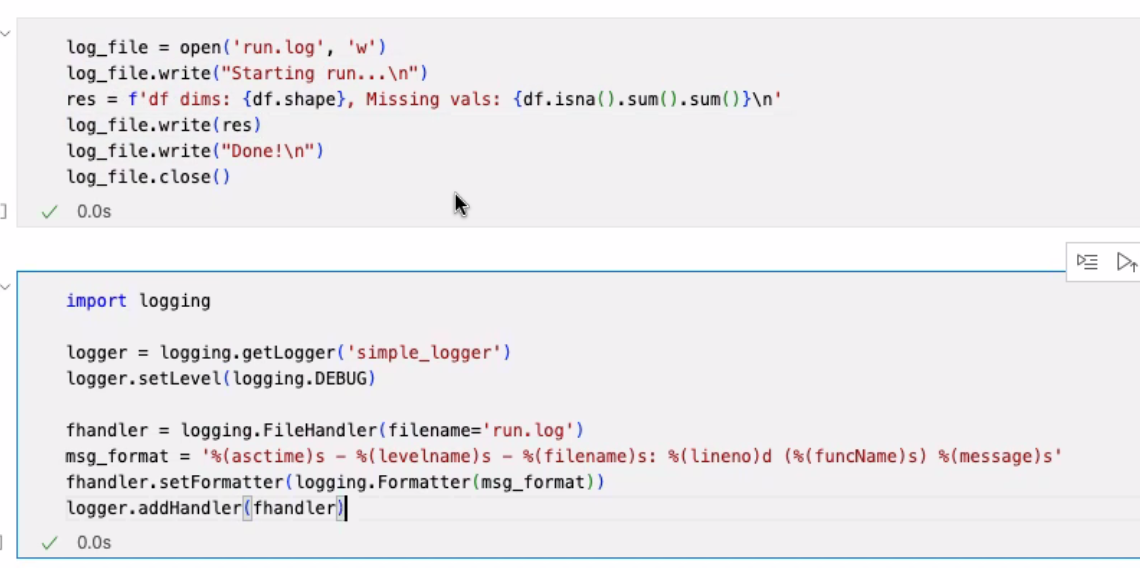 log_file = open('run.log', 'w')
log_file.write("Starting run...\n")
res = f'df dims: {df.shape}, Missing vals: {df.isna().sum().sum()}\n'
log_file.write(res)
log_file.write("Done!\n")
log_file.close()
] 0.0s
import logging
logger = logging.getLogger('simple_logger')
logger.setLevel(logging.DEBUG)
fhandler = logging.FileHandler(filename='run.log')
msg_format = '%(asctime)s - %(levelname)s - %(filename)s: %(lineno)d (%(funcName)s) %(message)s'
fhandler.setFormatter(logging.Formatter(msg_format))
logger.addHandler(fhandler)
] 0.0s